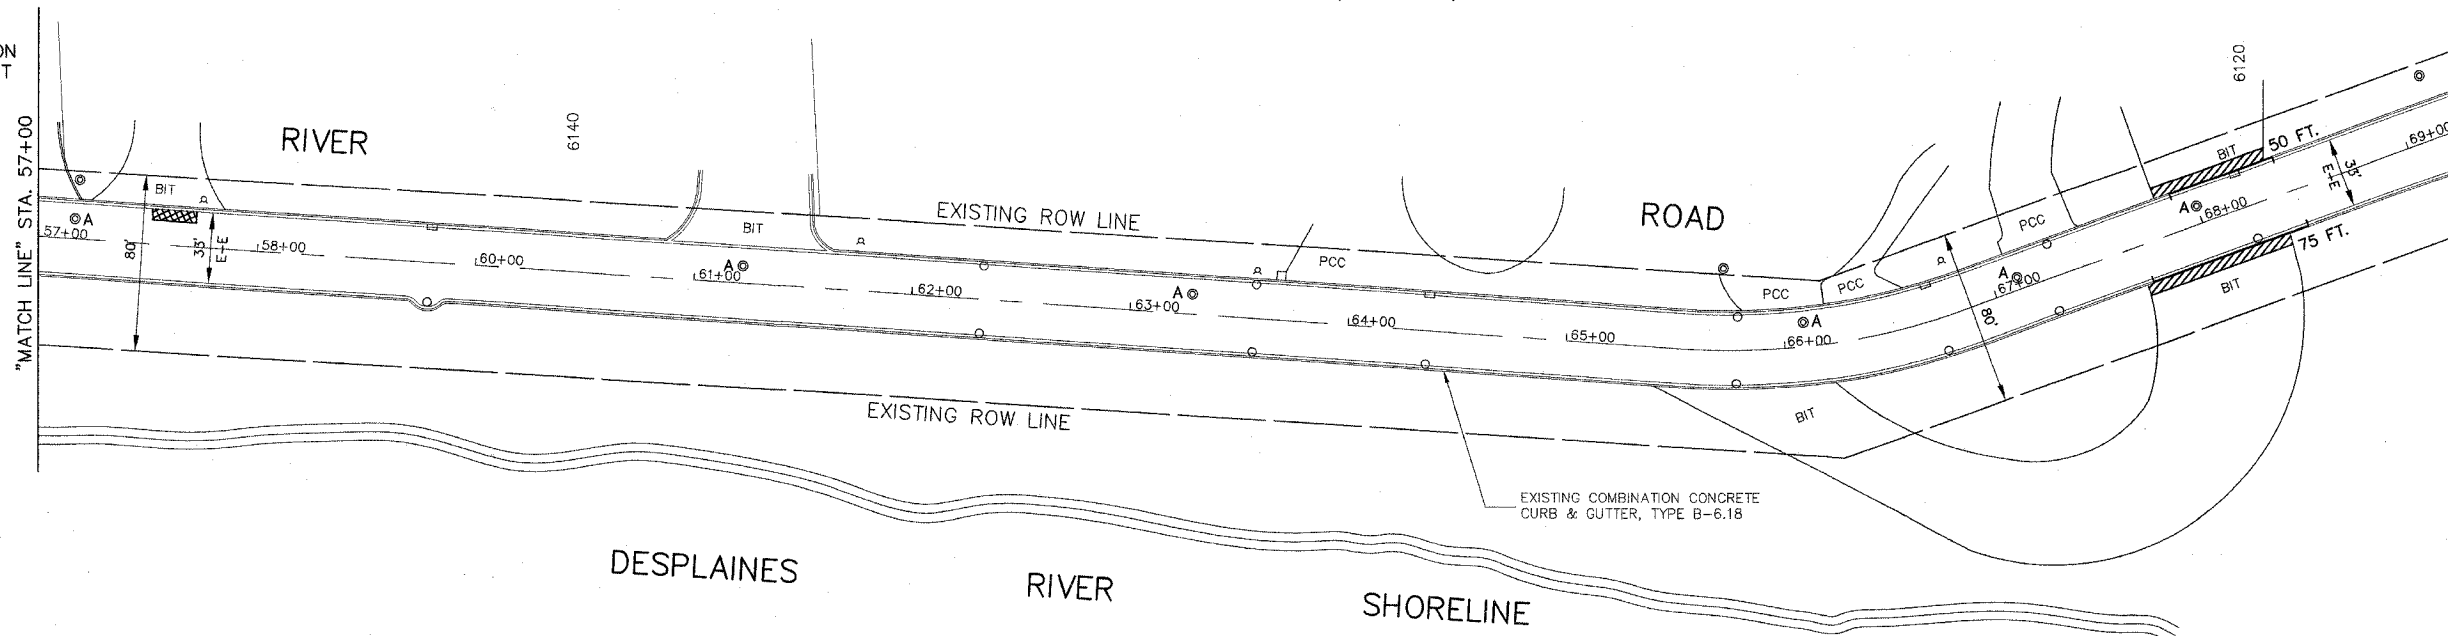 ON
T
"MATCH LINE" STA. 57+00
RIVER
6140
ROAD
6120
BIT
EXISTING ROW LINE
BIT
PCC
PCC
PCC
PCC
BIT
50 FT.
A
57+00
80'
35'
E-E
58+00
60+00
A
61+00
62+00
A
63+00
64+00
65+00
A
66+00
A
67+00
80'
A
68+00
35'
E-E
69+00
75 FT.
BIT
BIT
EXISTING ROW LINE
EXISTING COMBINATION CONCRETE
CURB & GUTTER, TYPE B-6.18
DESPLAINES RIVER SHORELINE